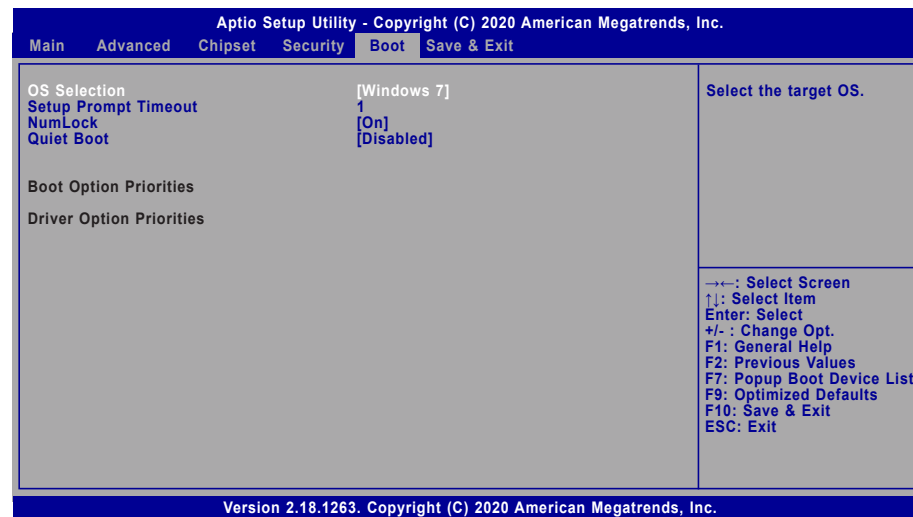 Aptio Setup Utility - Copyright (C) 2020 American Megatrends, Inc.
Main Advanced Chipset Security Boot Save & Exit
OS Selection [Windows 7]
Setup Prompt Timeout 1
NumLock [On]
Quiet Boot [Disabled]
Boot Option Priorities
Driver Option Priorities
Select the target OS.
→←: Select Screen
↑↓: Select Item
Enter: Select
+/- : Change Opt.
F1: General Help
F2: Previous Values
F7: Popup Boot Device List
F9: Optimized Defaults
F10: Save & Exit
ESC: Exit
Version 2.18.1263. Copyright (C) 2020 American Megatrends, Inc.